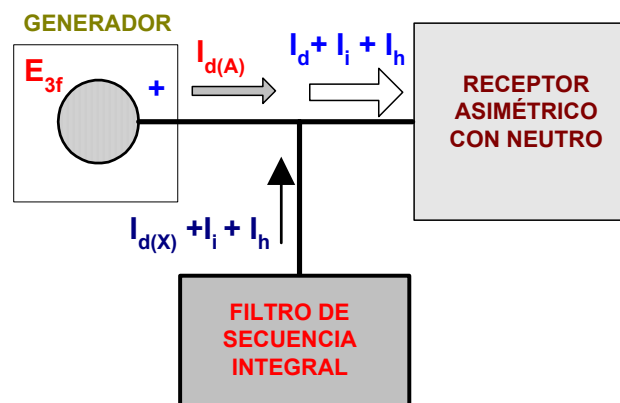 GENERADOR
E3f
+
Id(A)
Id+ Ii + Ih
RECEPTOR
ASIMÉTRICO
CON NEUTRO
Id(X) +Ii + Ih
FILTRO DE
SECUENCIA
INTEGRAL